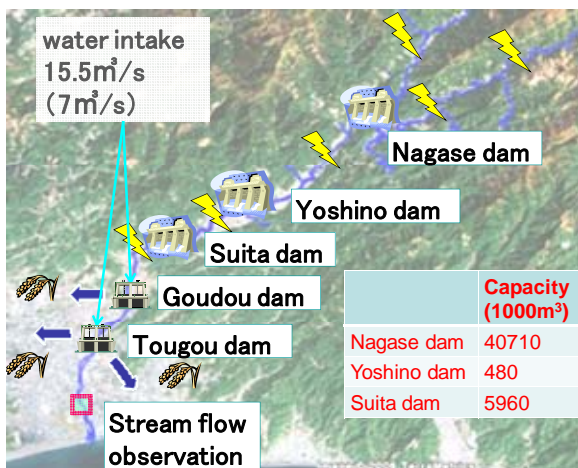 water intake
15.5㎥/s
(7㎥/s)
Nagase dam
Yoshino dam
Suita dam
Goudou dam
Tougou dam
Stream flow
observation
Capacity
(1000m³)
Nagase dam 40710
Yoshino dam 480
Suita dam 5960